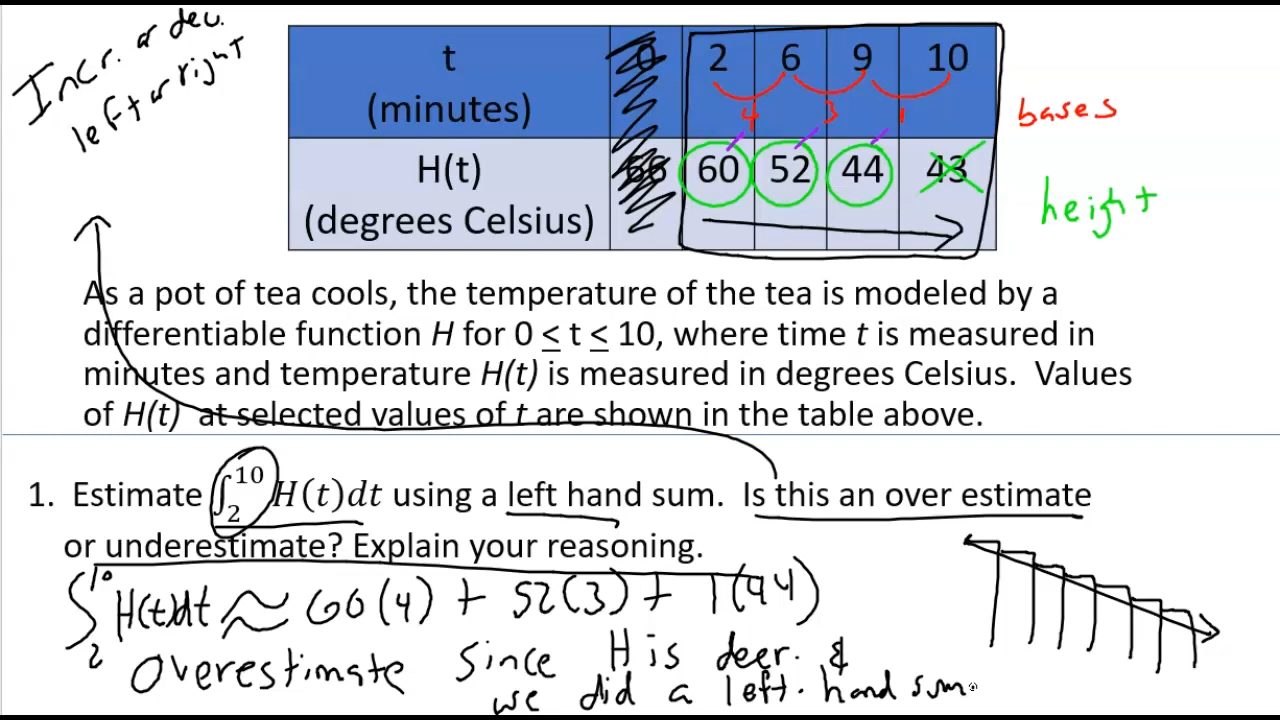 Incr. or dec.
left or right
t
(minutes)
0 2 6 9 10
4 3 1
bases
H(t)
(degrees Celsius)
66 60 52 44 43
height
As a pot of tea cools, the temperature of the tea is modeled by a
differentiable function H for 0 ≤ t ≤ 10, where time t is measured in
minutes and temperature H(t) is measured in degrees Celsius. Values
of H(t) at selected values of t are shown in the table above.
1. Estimate ∫₂¹⁰ H(t)dt using a left hand sum. Is this an over estimate
or underestimate? Explain your reasoning.
∫₂¹⁰ H(t)dt ≈ 60(4) + 52(3) + 1(44)
Overestimate since H is decr. &
we did a left-hand sum